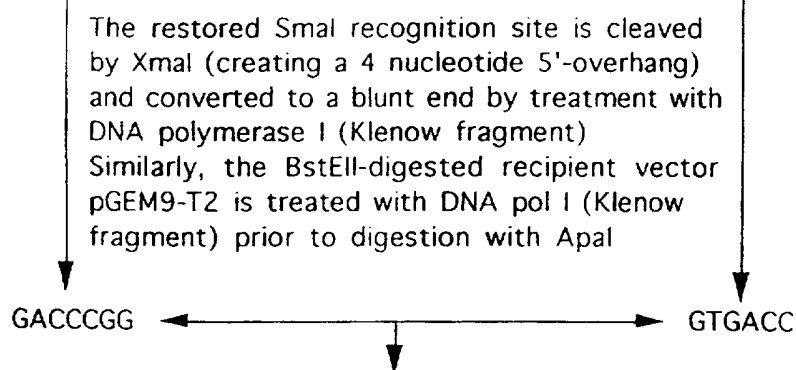 The restored SmaI recognition site is cleaved
by XmaI (creating a 4 nucleotide 5'-overhang)
and converted to a blunt end by treatment with
DNA polymerase I (Klenow fragment)
Similarly, the BstEII-digested recipient vector
pGEM9-T2 is treated with DNA pol I (Klenow
fragment) prior to digestion with ApaI
GACCCGG GTGACC